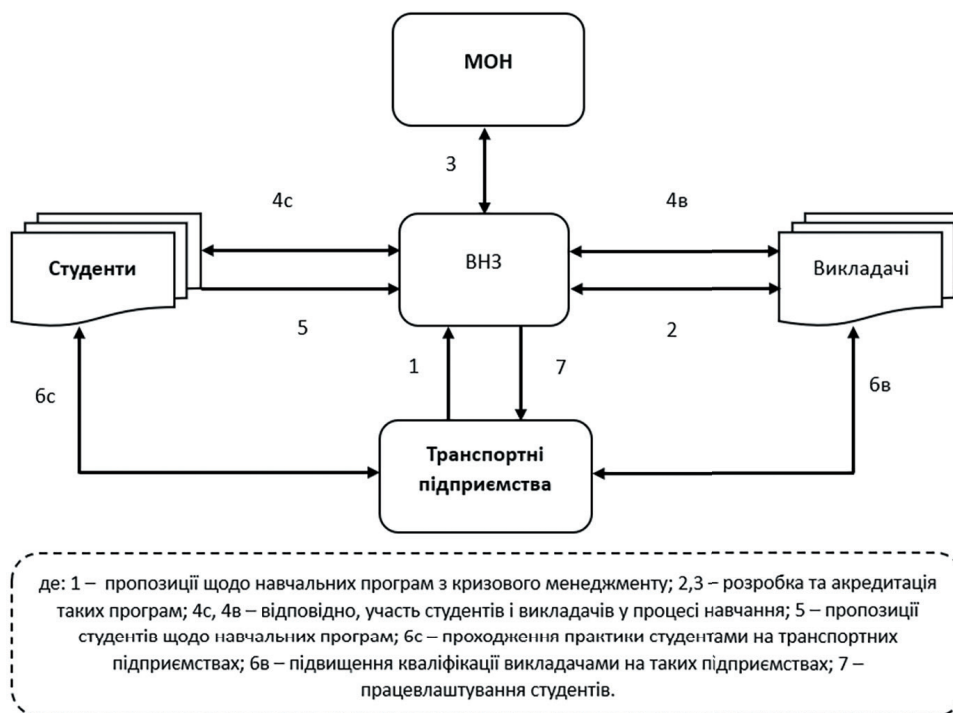 МОН
3
4с
4в
Студенти
ВНЗ
Викладачі
5
2
1
7
6с
6в
Транспортні
підприємства
де: 1 – пропозиції щодо навчальних програм з кризового менеджменту; 2,3 – розробка та акредитація
таких програм; 4с, 4в – відповідно, участь студентів і викладачів у процесі навчання; 5 – пропозиції
студентів щодо навчальних програм; 6с – проходження практики студентами на транспортних
підприємствах; 6в – підвищення кваліфікації викладачами на таких підприємствах; 7 –
працевлаштування студентів.